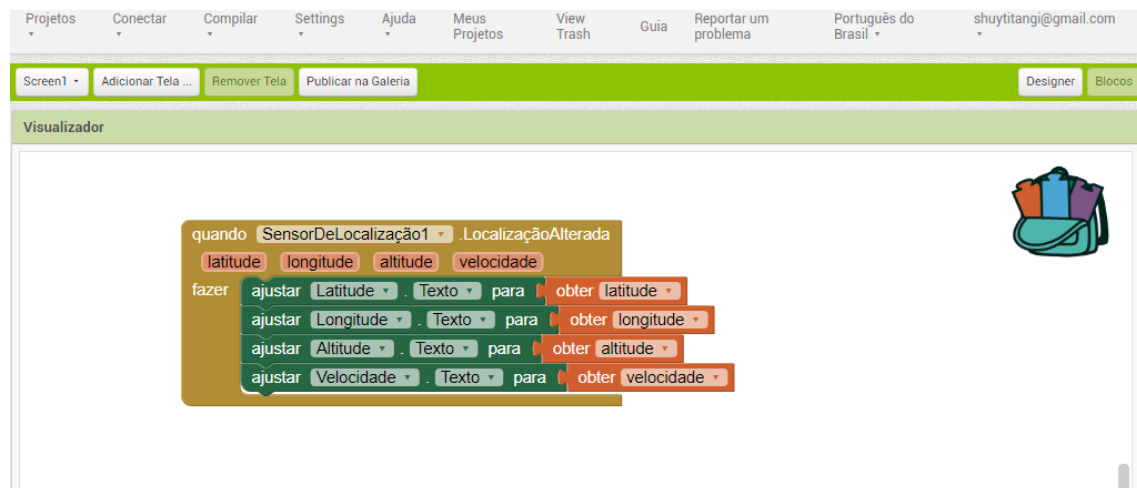 Projetos Conectar Compilar Settings Ajuda Meus Projetos View Trash Guia Reportar um problema Português do Brasil shuytitangi@gmail.com
Screen1 Adicionar Tela ... Remover Tela Publicar na Galeria Designer Blocos
Visualizador
quando SensorDeLocalização1 .LocalizaçãoAlterada
latitude longitude altitude velocidade
fazer ajustar Latitude . Texto para obter latitude
ajustar Longitude . Texto para obter longitude
ajustar Altitude . Texto para obter altitude
ajustar Velocidade . Texto para obter velocidade